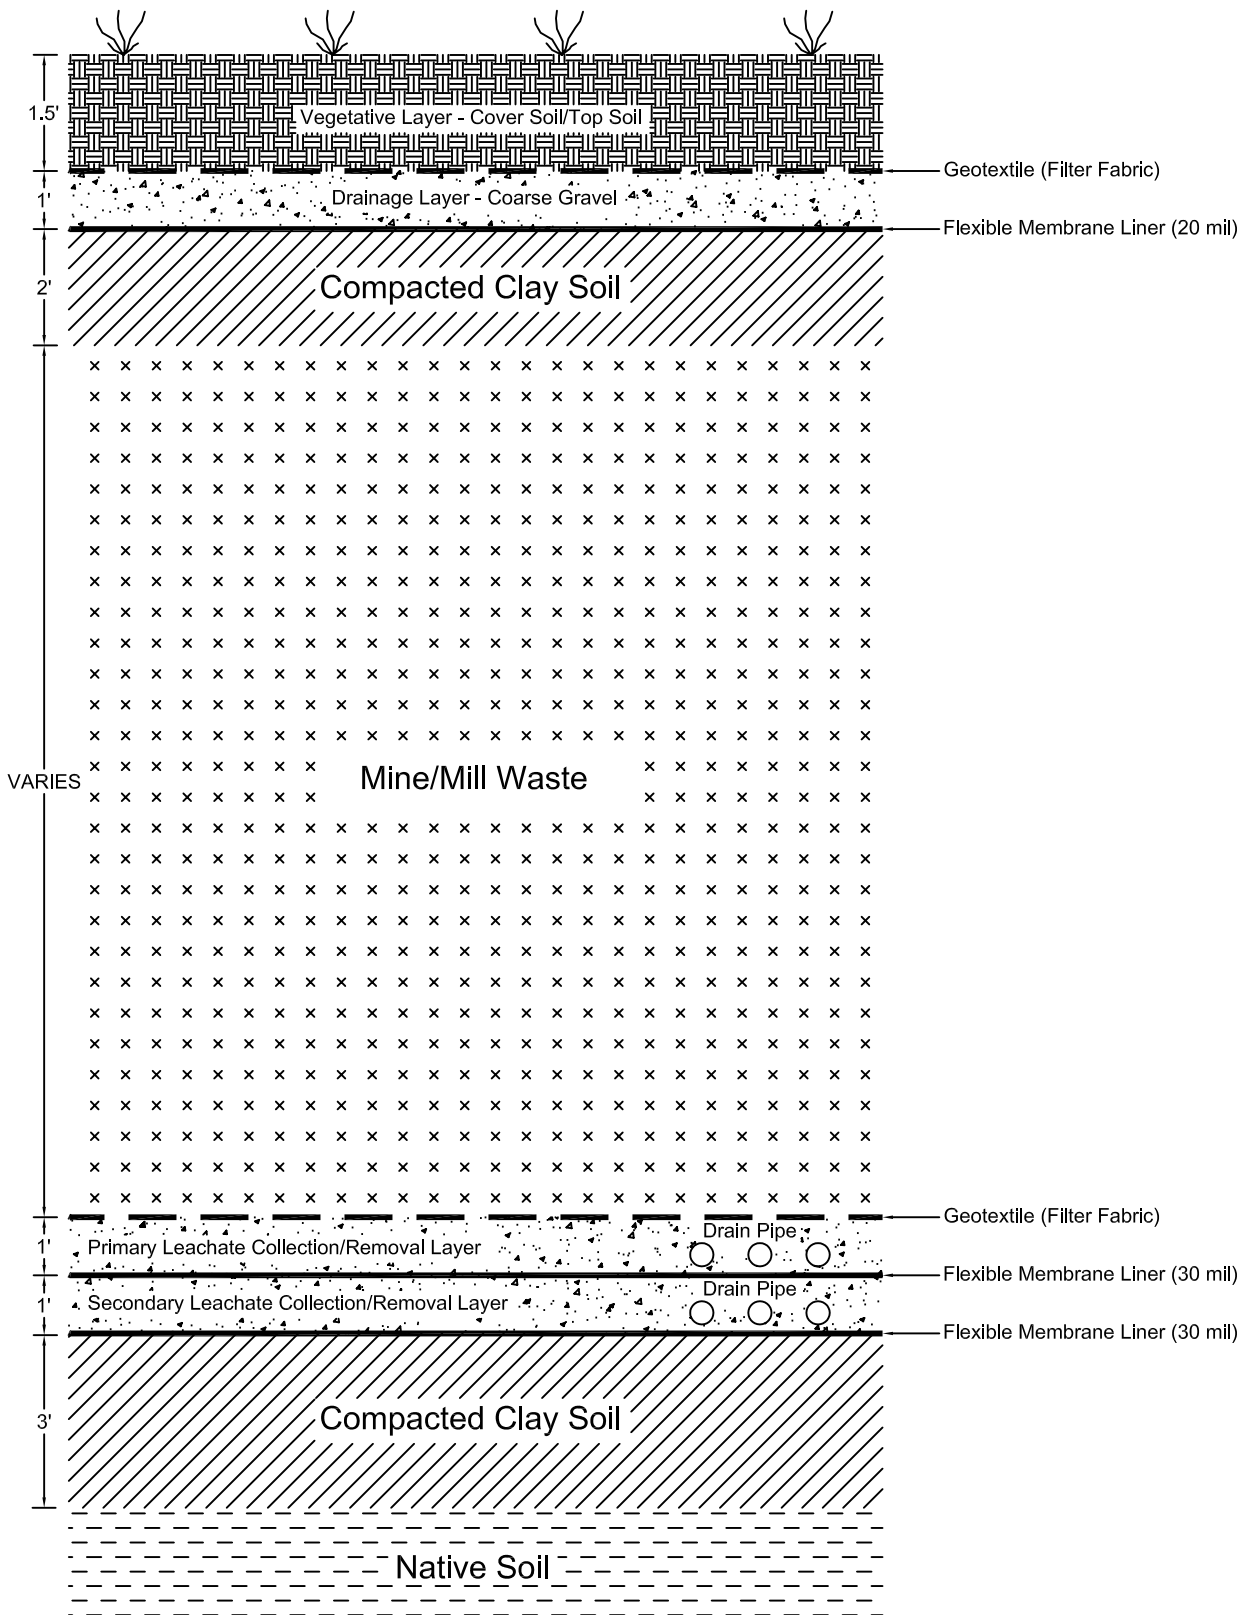 1.5'
Vegetative Layer - Cover Soil/Top Soil
Geotextile (Filter Fabric)
1'
Drainage Layer - Coarse Gravel
Flexible Membrane Liner (20 mil)
2'
Compacted Clay Soil
VARIES
Mine/Mill Waste
Geotextile (Filter Fabric)
Drain Pipe
1'
Primary Leachate Collection/Removal Layer
Flexible Membrane Liner (30 mil)
Drain Pipe
1'
Secondary Leachate Collection/Removal Layer
Flexible Membrane Liner (30 mil)
3'
Compacted Clay Soil
Native Soil